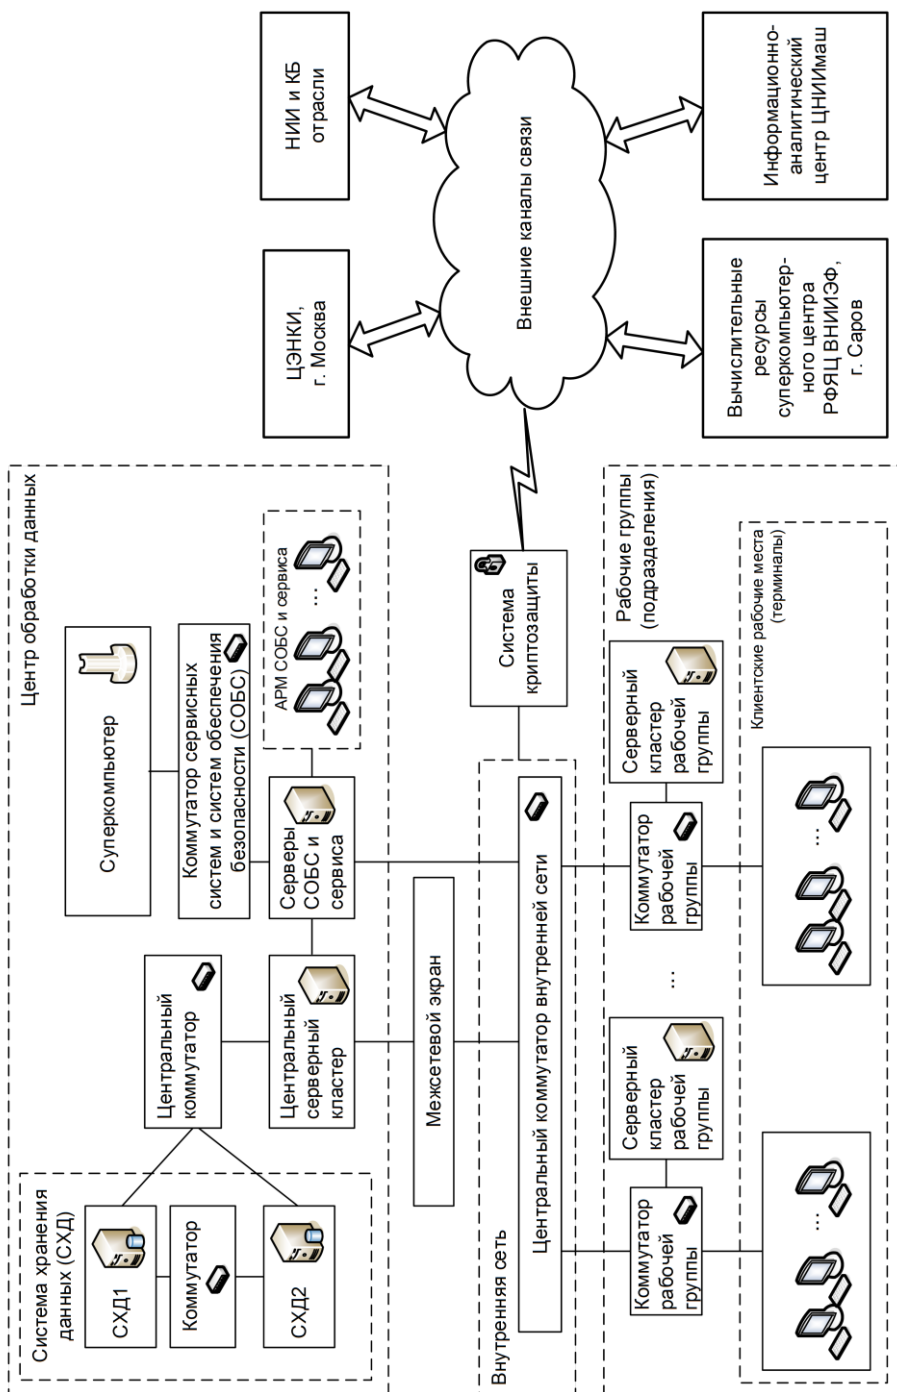 Центр обработки данных
Система хранения
данных (СХД)
СХД1
Коммутатор
СХД2
Центральный
коммутатор
Центральный
серверный
кластер
Суперкомпьютер
Коммутатор сервисных
систем и систем обеспечения
безопасности (СОБС)
Серверы
СОБС и
сервиса
АРМ СОБС и сервиса
...
Межсетевой экран
Внутренняя сеть
Центральный коммутатор внутренней сети
Система
криптозащиты
Рабочие группы
(подразделения)
Коммутатор
рабочей
группы
Серверный
кластер
рабочей
группы
...
Коммутатор
рабочей
группы
Серверный
кластер
рабочей
группы
Клиентские рабочие места
(терминалы)
...
...
ЦЭНКИ,
г. Москва
НИИ и КБ
отрасли
Внешние каналы связи
Вычислительные
ресурсы
суперкомпьютер-
ного центра
РФЯЦ ВНИИЭФ,
г. Саров
Информационно-
аналитический
центр ЦНИИмаш